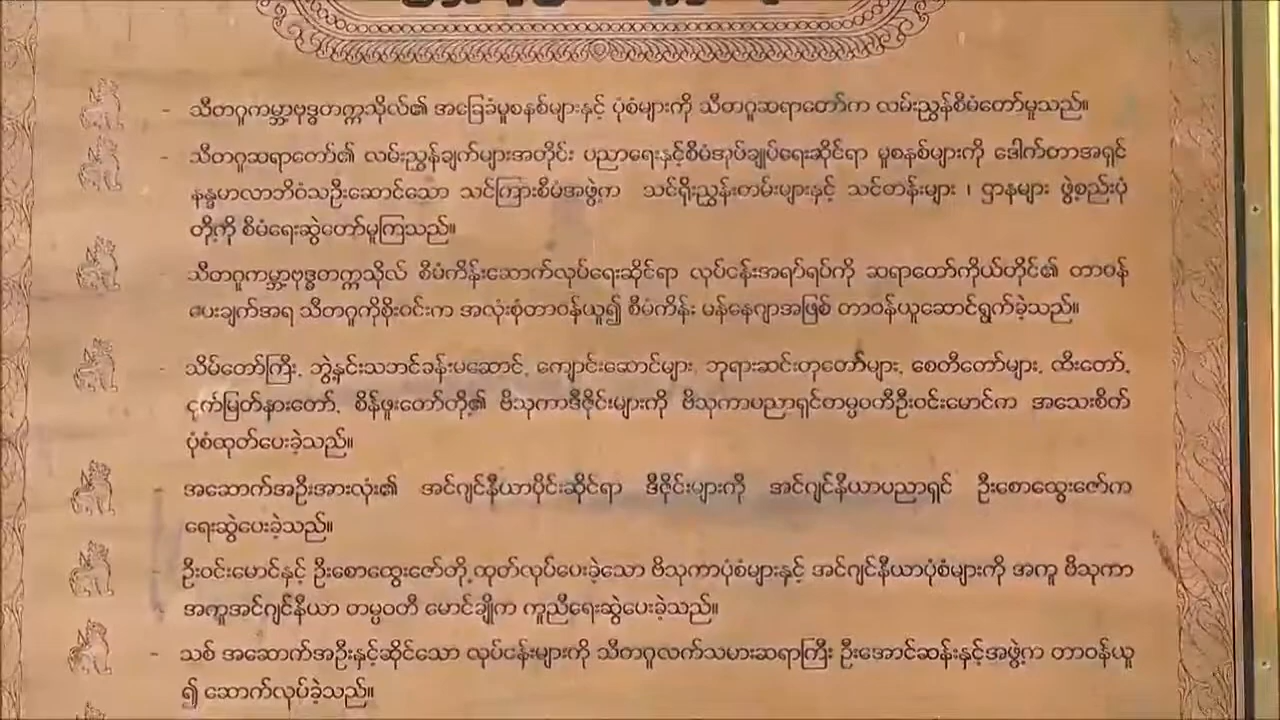 - သီတဂူကမ္ဘာ့ဗုဒ္ဓတက္ကသိုလ်၏ အခြေခံမူစနစ်များနှင့် ပုံစံများကို သီတဂူဆရာတော်က လမ်းညွှန်စီမံတော်မူသည်။
- သီတဂူဆရာတော်၏ လမ်းညွှန်ချက်များအတိုင်း ပညာရေးနှင့်စီမံအုပ်ချုပ်ရေးဆိုင်ရာ မူစနစ်များကို ဒေါက်တာအရှင်
နန္ဒမာလာဘိဝံသဦးဆောင်သော သင်ကြားစီမံအဖွဲ့က သင်ရိုးညွှန်းတမ်းများနှင့် သင်တန်းများ ၊ ဌာနများ ဖွဲ့စည်းပုံ
တို့ကို စီမံရေးဆွဲတော်မူကြသည်။
- သီတဂူကမ္ဘာ့ဗုဒ္ဓတက္ကသိုလ် စီမံကိန်းဆောက်လုပ်ရေးဆိုင်ရာ လုပ်ငန်းအရပ်ရပ်ကို ဆရာတော်ကိုယ်တိုင်၏ တာဝန်
ပေးချက်အရ သီတဂူကိုစိုးဝင်းက အလုံးစုံတာဝန်ယူ၍ စီမံကိန်း မန်နေဂျာအဖြစ် တာဝန်ယူဆောင်ရွက်ခဲ့သည်။
- သိမ်တော်ကြီး, ဘွဲ့နှင်းသဘင်ခန်းမဆောင်, ကျောင်းဆောင်များ, ဘုရားဆင်းတုတော်များ, စေတီတော်များ, ထီးတော်,
ငှက်မြတ်နားတော်, စိန်ဖူးတော်တို့၏ ဗိသုကာဒီဇိုင်းများကို ဗိသုကာပညာရှင်တမ္ပဝတီဦးဝင်းမောင်က အသေးစိတ်
ပုံစံထုတ်ပေးခဲ့သည်။
- အဆောက်အဦးအားလုံး၏ အင်ဂျင်နီယာပိုင်းဆိုင်ရာ ဒီဇိုင်းများကို အင်ဂျင်နီယာပညာရှင် ဦးစောထွေးဇော်က
ရေးဆွဲပေးခဲ့သည်။
- ဦးဝင်းမောင်နှင့် ဦးစောထွေးဇော်တို့ ထုတ်လုပ်ပေးခဲ့သော ဗိသုကာပုံစံများနှင့် အင်ဂျင်နီယာပုံစံများကို အကူ ဗိသုကာ
အကူအင်ဂျင်နီယာ တမ္ပဝတီ မောင်ချိုက ကူညီရေးဆွဲပေးခဲ့သည်။
- သစ် အဆောက်အဦးနှင့်ဆိုင်သော လုပ်ငန်းများကို သီတဂူလက်သမားဆရာကြီး ဦးအောင်ဆန်းနှင့်အဖွဲ့က တာဝန်ယူ
၍ ဆောက်လုပ်ခဲ့သည်။